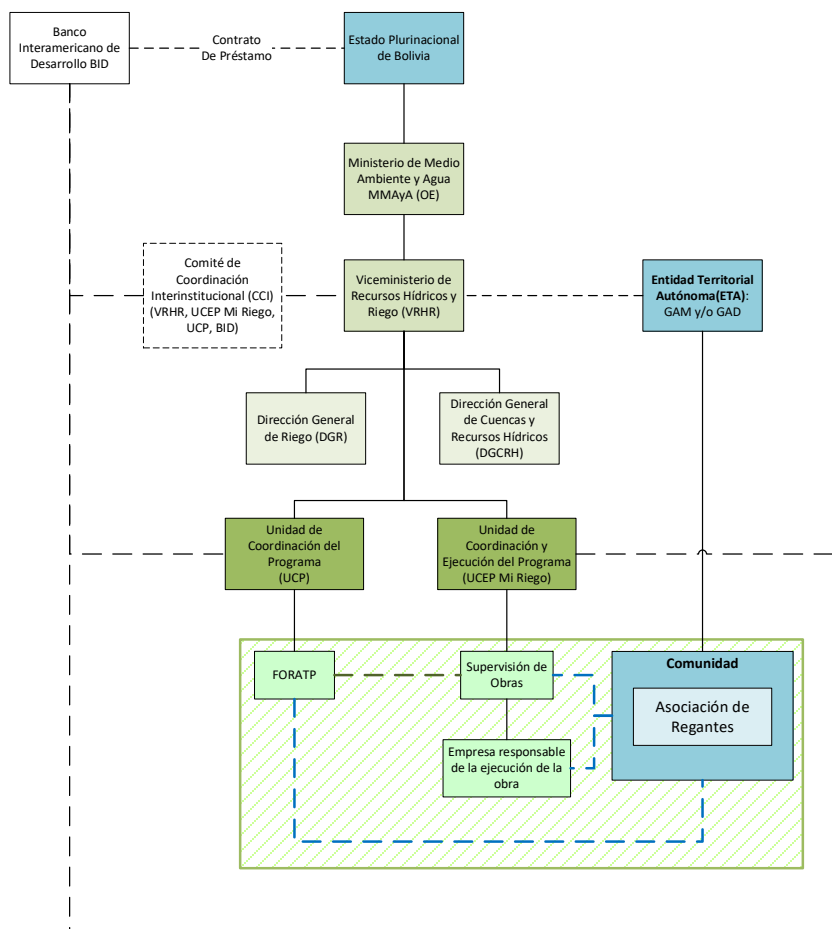 Banco
Interamericano de
Desarrollo BID
Contrato
De Préstamo
Estado Plurinacional
de Bolivia
Ministerio de Medio
Ambiente y Agua
MMAyA (OE)
Comité de
Coordinación
Interinstitucional (CCI)
(VRHR, UCEP Mi Riego,
UCP, BID)
Viceministerio de
Recursos Hídricos y
Riego (VRHR)
Entidad Territorial
Autónoma(ETA):
GAM y/o GAD
Dirección General
de Riego (DGR)
Dirección General
de Cuencas y
Recursos Hídricos
(DGCRH)
Unidad de
Coordinación del
Programa
(UCP)
Unidad de
Coordinación y
Ejecución del Programa
(UCEP Mi Riego)
FORATP
Supervisión de
Obras
Comunidad
Asociación de
Regantes
Empresa responsable
de la ejecución de la
obra